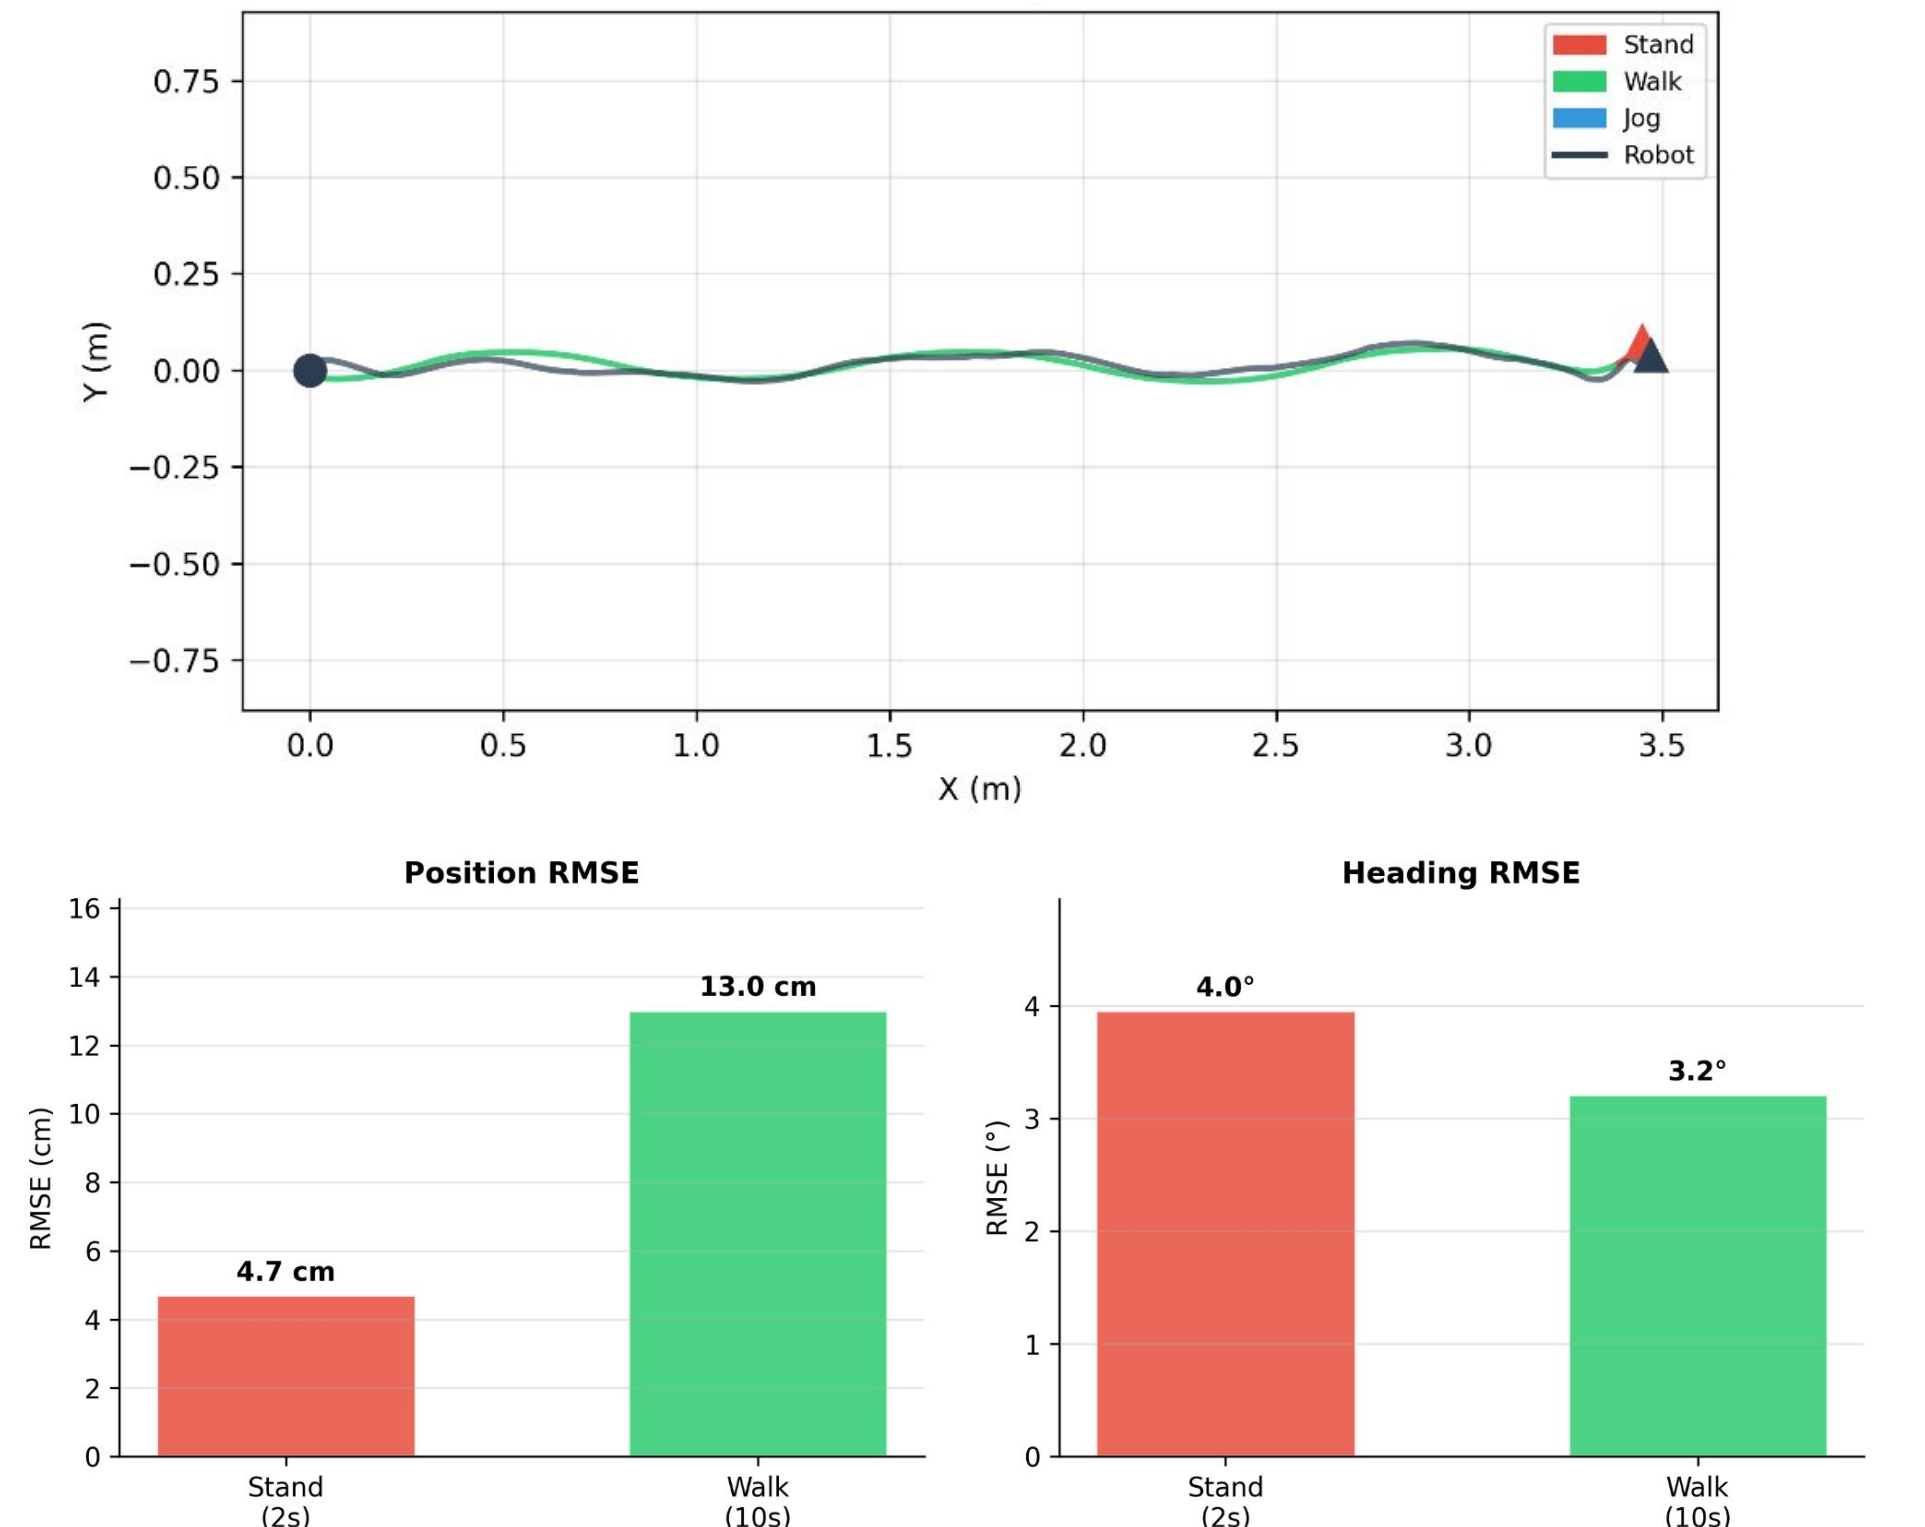 Stand
Walk
Jog
Robot
0.75
0.50
0.25
0.00
−0.25
−0.50
−0.75
Y (m)
0.0 0.5 1.0 1.5 2.0 2.5 3.0 3.5
X (m)
Position RMSE
16
14
12
10
8
6
4
2
0
RMSE (cm)
4.7 cm
13.0 cm
Stand
(2s)
Walk
(10s)
Heading RMSE
4
3
2
1
0
RMSE (°)
4.0°
3.2°
Stand
(2s)
Walk
(10s)